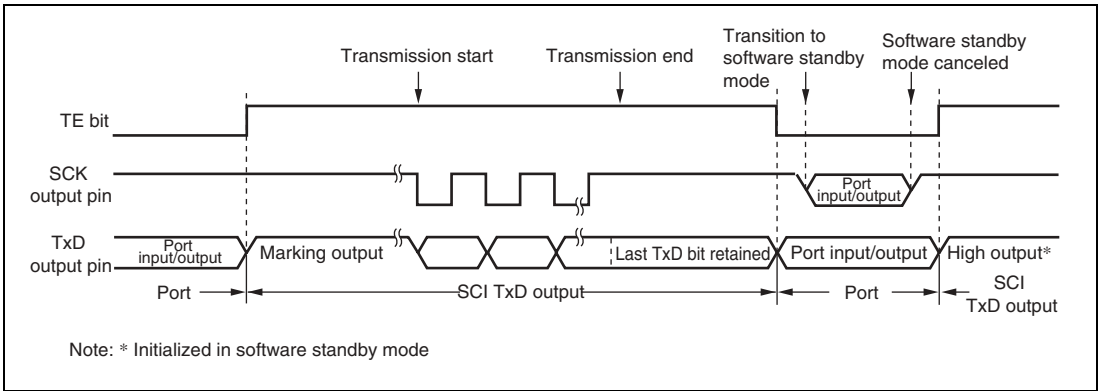 Transmission start
Transmission end
Transition to
software standby
mode
Software standby
mode canceled
TE bit
SCK
output pin
Port
input/output
TxD
output pin
Port
input/output
Marking output
Last TxD bit retained
Port input/output
High output*
Port
SCI TxD output
Port
SCI
TxD output
Note: * Initialized in software standby mode